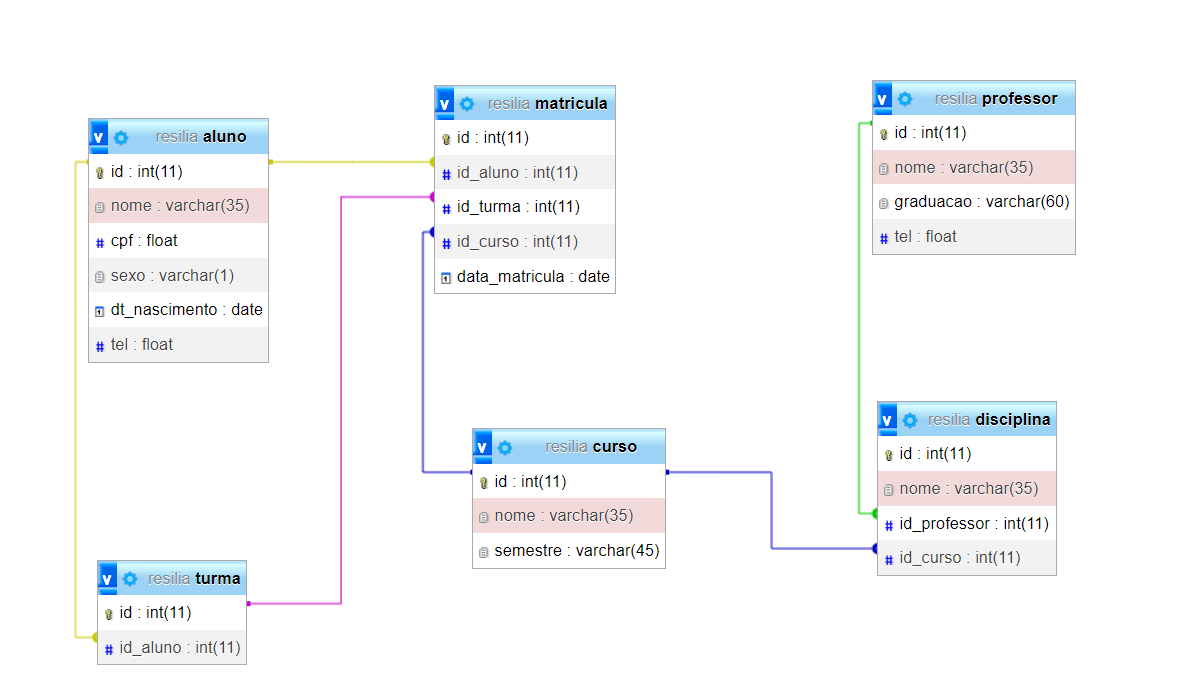 resilia aluno
id : int(11)
nome : varchar(35)
cpf : float
sexo : varchar(1)
dt_nascimento : date
tel : float
resilia matricula
id : int(11)
id_aluno : int(11)
id_turma : int(11)
id_curso : int(11)
data_matricula : date
resilia professor
id : int(11)
nome : varchar(35)
graduacao : varchar(60)
tel : float
resilia curso
id : int(11)
nome : varchar(35)
semestre : varchar(45)
resilia disciplina
id : int(11)
nome : varchar(35)
id_professor : int(11)
id_curso : int(11)
resilia turma
id : int(11)
id_aluno : int(11)